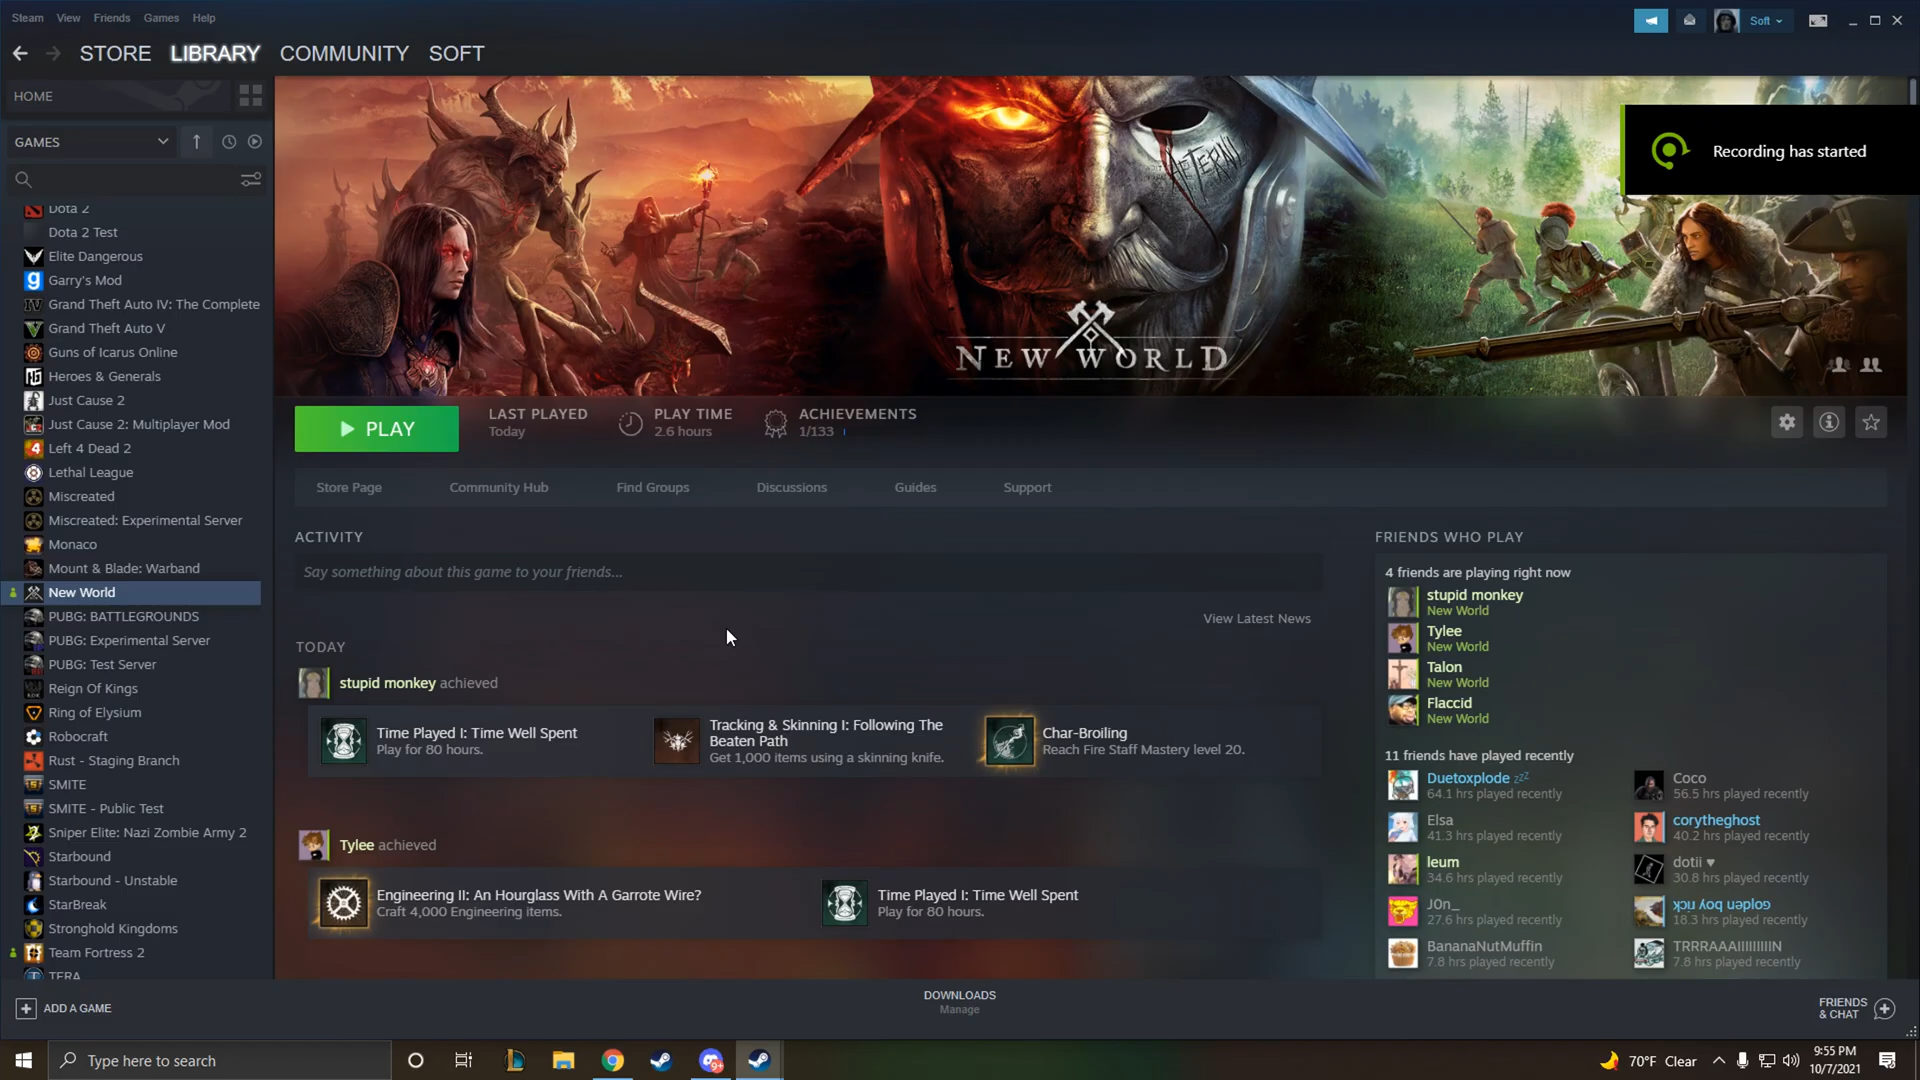 Steam View Friends Games Help
Soft
STORE LIBRARY COMMUNITY SOFT
HOME
GAMES
Dota 2
Dota 2 Test
Elite Dangerous
Garry's Mod
Grand Theft Auto IV: The Complete
Grand Theft Auto V
Guns of Icarus Online
Heroes & Generals
Just Cause 2
Just Cause 2: Multiplayer Mod
Left 4 Dead 2
Lethal League
Miscreated
Miscreated: Experimental Server
Monaco
Mount & Blade: Warband
New World
PUBG: BATTLEGROUNDS
PUBG: Experimental Server
PUBG: Test Server
Reign Of Kings
Ring of Elysium
Robocraft
Rust - Staging Branch
SMITE
SMITE - Public Test
Sniper Elite: Nazi Zombie Army 2
Starbound
Starbound - Unstable
StarBreak
Stronghold Kingdoms
Team Fortress 2
TERA
ADD A GAME
Recording has started
AETERNUM
NEW WORLD
PLAY
LAST PLAYED
Today
PLAY TIME
2.6 hours
ACHIEVEMENTS
1/133
Store Page Community Hub Find Groups Discussions Guides Support
ACTIVITY
Say something about this game to your friends...
View Latest News
TODAY
stupid monkey achieved
Time Played I: Time Well Spent
Play for 80 hours.
Tracking & Skinning I: Following The
Beaten Path
Get 1,000 items using a skinning knife.
Char-Broiling
Reach Fire Staff Mastery level 20.
Tylee achieved
Engineering II: An Hourglass With A Garrote Wire?
Craft 4,000 Engineering items.
Time Played I: Time Well Spent
Play for 80 hours.
FRIENDS WHO PLAY
4 friends are playing right now
stupid monkey
New World
Tylee
New World
Talon
New World
Flaccid
New World
11 friends have played recently
Duetoxplode zzZ
64.1 hrs played recently
Coco
56.5 hrs played recently
Elsa
41.3 hrs played recently
corytheghost
40.2 hrs played recently
leum
34.6 hrs played recently
dotii ♥
30.8 hrs played recently
J0n_
27.6 hrs played recently
ɔolpǝn qoʎ nɔʞ
18.3 hrs played recently
BananaNutMuffin
7.8 hrs played recently
TRRRAAAIIIIIIIIIN
7.8 hrs played recently
DOWNLOADS
Manage
FRIENDS
& CHAT
Type here to search
70°F Clear
9:55 PM
10/7/2021